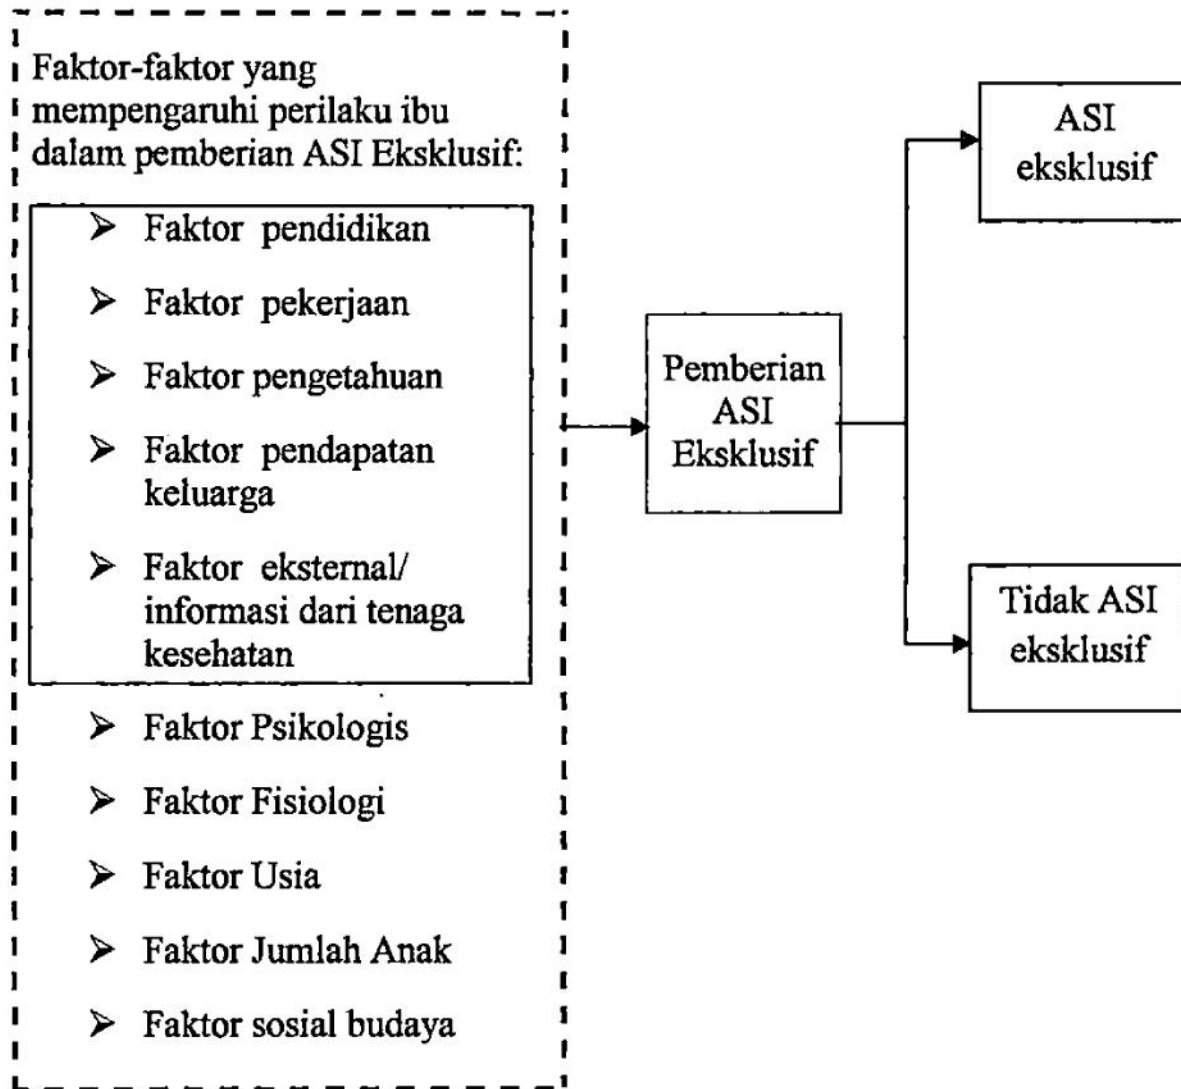 Faktor-faktor yang
mempengaruhi perilaku ibu
dalam pemberian ASI Eksklusif:
➢ Faktor pendidikan
➢ Faktor pekerjaan
➢ Faktor pengetahuan
➢ Faktor pendapatan
keluarga
➢ Faktor eksternal/
informasi dari tenaga
kesehatan
➢ Faktor Psikologis
➢ Faktor Fisiologi
➢ Faktor Usia
➢ Faktor Jumlah Anak
➢ Faktor sosial budaya
Pemberian
ASI
Eksklusif
ASI
eksklusif
Tidak ASI
eksklusif